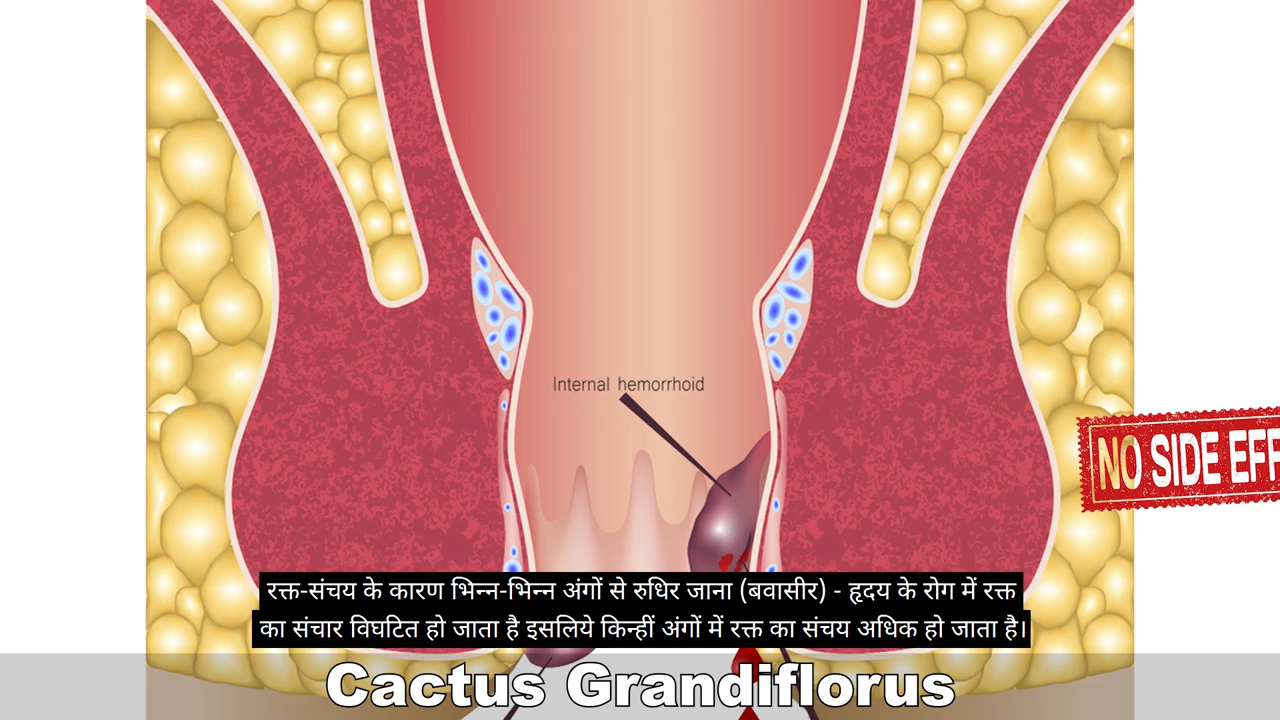 Internal hemorrhoid
NO SIDE EFF
रक्त-संचय के कारण भिन्न-भिन्न अंगों से रुधिर जाना (बवासीर) - हृदय के रोग में रक्त
का संचार विघटित हो जाता है इसलिये किन्हीं अंगों में रक्त का संचय अधिक हो जाता है।
Cactus Grandiflorus